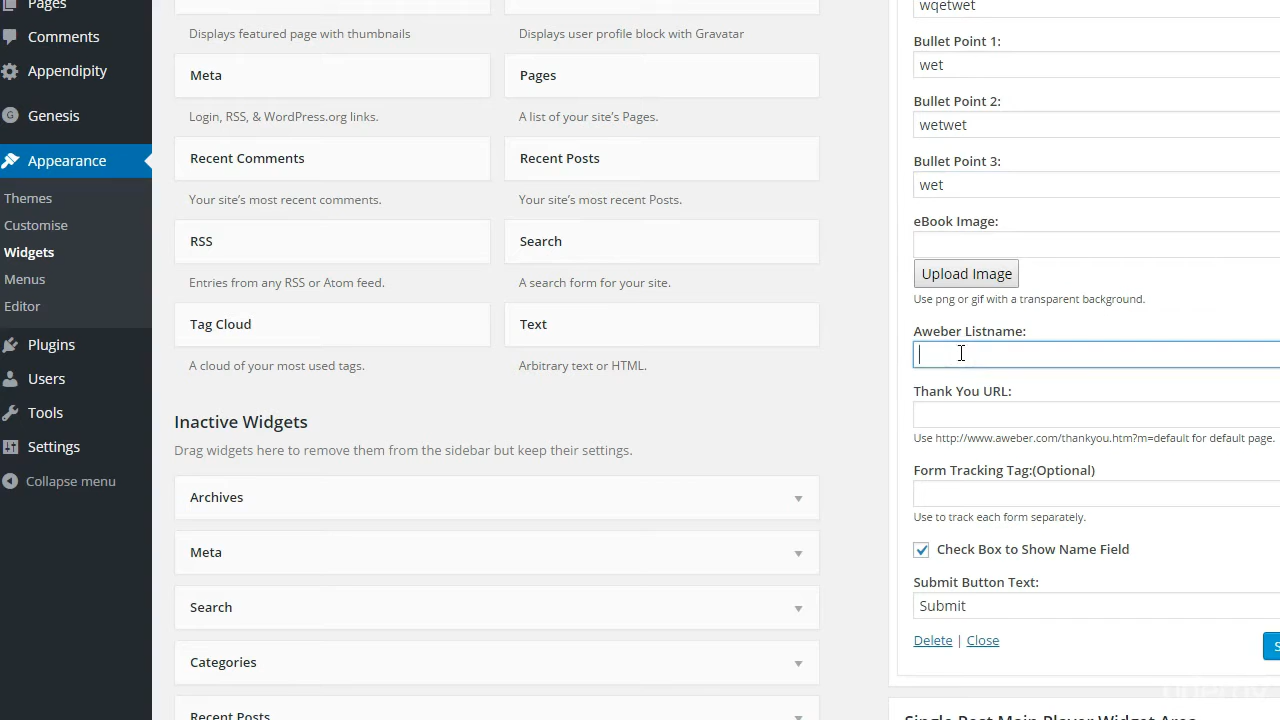 Pages
Comments
Appendipity
Genesis
Appearance
Themes
Customise
Widgets
Menus
Editor
Plugins
Users
Tools
Settings
Collapse menu
Displays featured page with thumbnails
Displays user profile block with Gravatar
Meta
Pages
Login, RSS, & WordPress.org links.
A list of your site's Pages.
Recent Comments
Recent Posts
Your site's most recent comments.
Your site's most recent Posts.
RSS
Search
Entries from any RSS or Atom feed.
A search form for your site.
Tag Cloud
Text
A cloud of your most used tags.
Arbitrary text or HTML.
Inactive Widgets
Drag widgets here to remove them from the sidebar but keep their settings.
Archives
Meta
Search
Categories
Recent Posts
wqetwet
Bullet Point 1:
wet
Bullet Point 2:
wetwet
Bullet Point 3:
wet
eBook Image:
Upload Image
Use png or gif with a transparent background.
Aweber Listname:
Thank You URL:
Use http://www.aweber.com/thankyou.htm?m=default for default page.
Form Tracking Tag:(Optional)
Use to track each form separately.
Check Box to Show Name Field
Submit Button Text:
Submit
Delete | Close
Single Post Main Player Widget Area